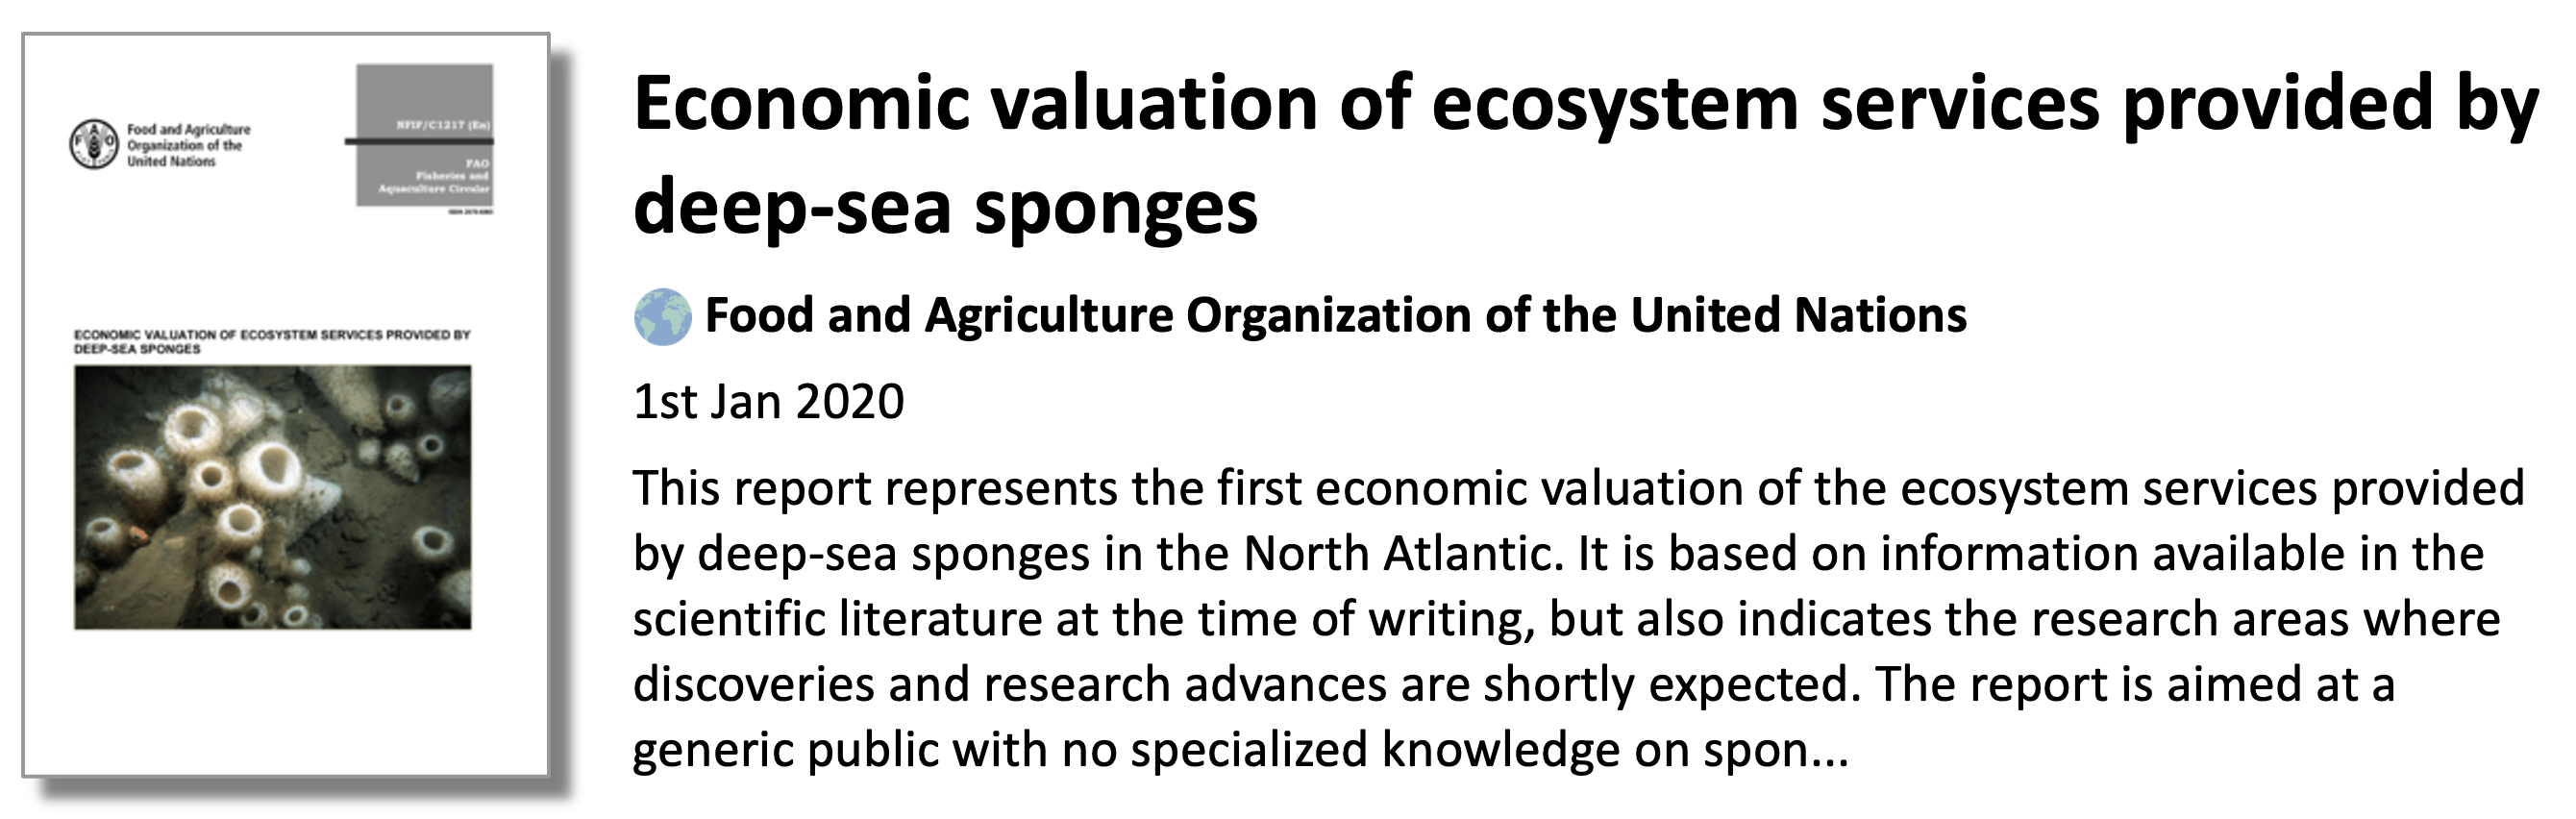 Food and Agriculture
Organization of the
United Nations
NFIF/C1217 (En)
FAO
Fisheries and
Aquaculture Circular
ECONOMIC VALUATION OF ECOSYSTEM SERVICES PROVIDED BY
DEEP-SEA SPONGES
Economic valuation of ecosystem services provided by
deep-sea sponges
Food and Agriculture Organization of the United Nations
1st Jan 2020
This report represents the first economic valuation of the ecosystem services provided
by deep-sea sponges in the North Atlantic. It is based on information available in the
scientific literature at the time of writing, but also indicates the research areas where
discoveries and research advances are shortly expected. The report is aimed at a
generic public with no specialized knowledge on spon...